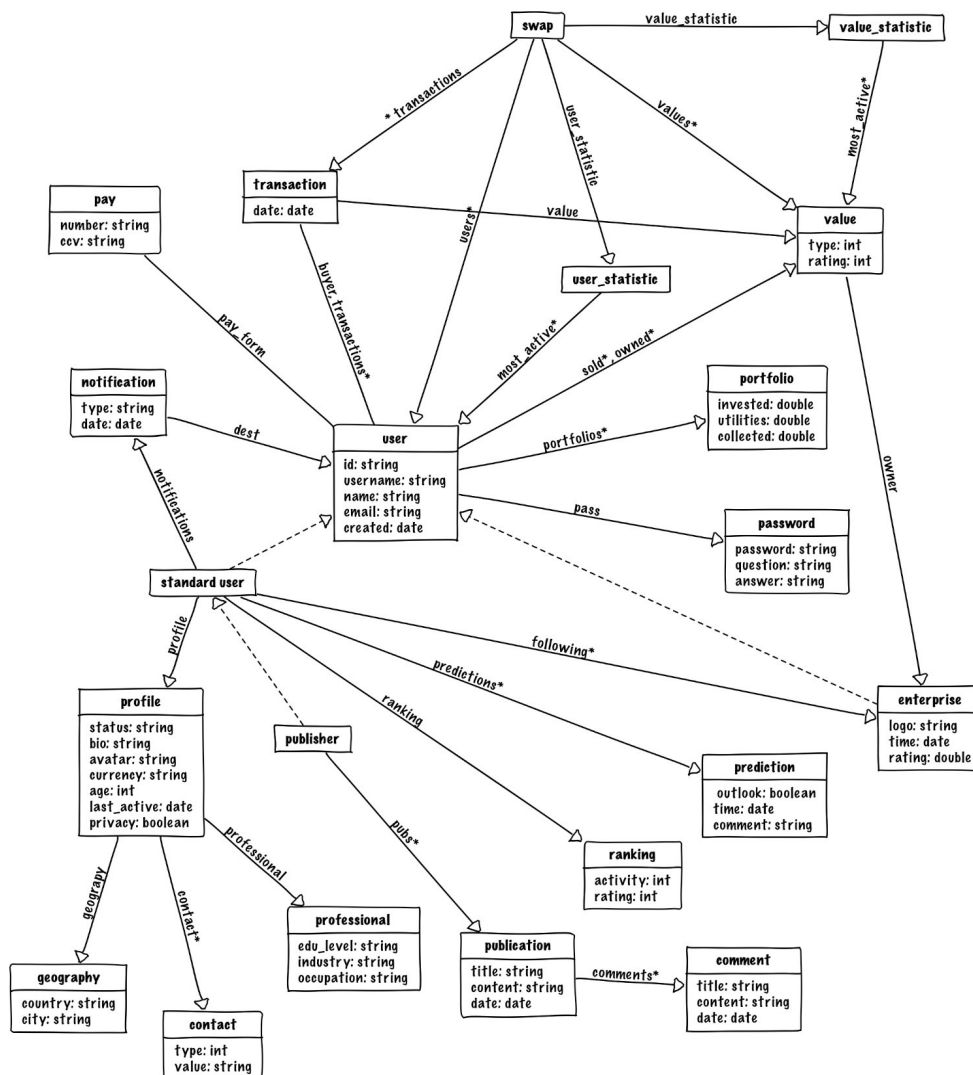 swap
value_statistic
value_statistic
* transactions
users*
user_statistic
values*
most_active*
transaction
date: date
value
pay
number: string
ccv: string
value
type: int
rating: int
user_statistic
buyer, transactions*
pay_form
most_active*
sold*, owned*
notification
type: string
date: date
dest
portfolio
invested: double
utilities: double
collected: double
portfolios*
user
id: string
username: string
name: string
email: string
created: date
owner
notifications
pass
password
password: string
question: string
answer: string
standard user
profile
following*
predictions*
ranking
profile
status: string
bio: string
avatar: string
currency: string
age: int
last_active: date
privacy: boolean
publisher
enterprise
logo: string
time: date
rating: double
prediction
outlook: boolean
time: date
comment: string
pubs*
professional
ranking
activity: int
rating: int
geograpy
contact*
professional
edu_level: string
industry: string
occupation: string
publication
title: string
content: string
date: date
comments*
comment
title: string
content: string
date: date
geography
country: string
city: string
contact
type: int
value: string